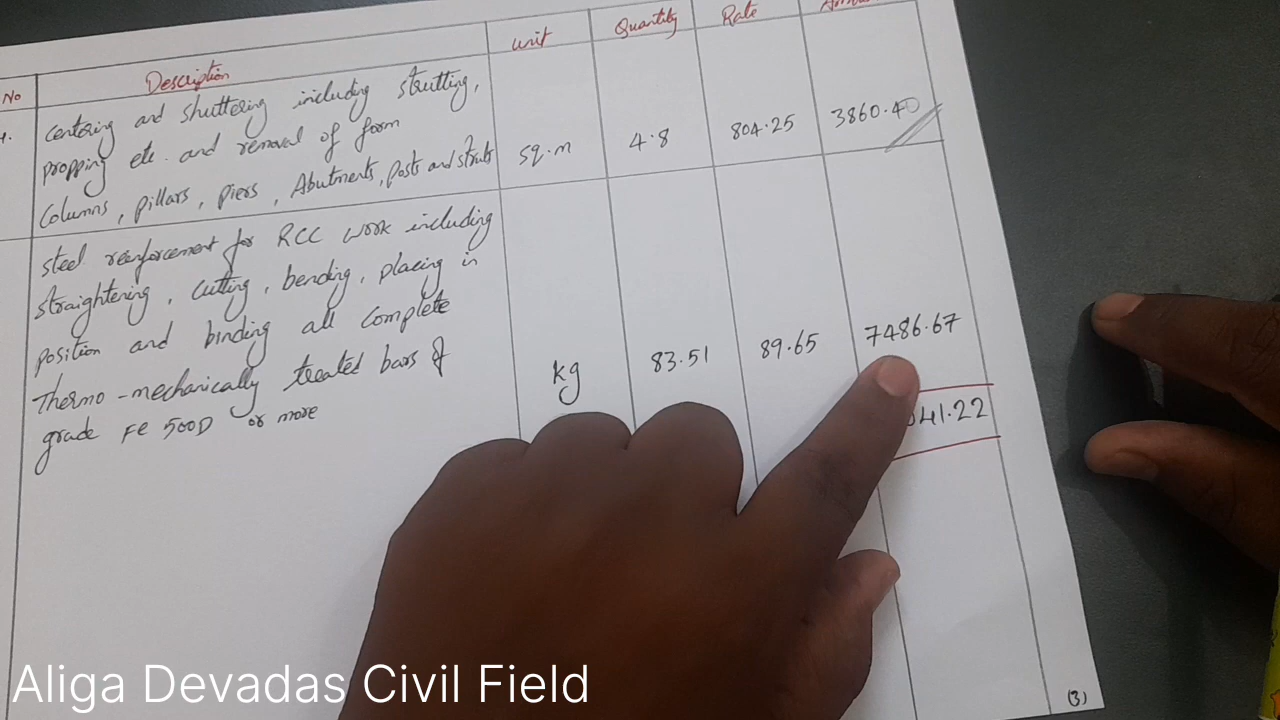 No
Description
Unit
Quantity
Rate
4.
Centering and shuttering including strutting,
propping etc. and removal of form
Columns, pillars, piers, Abutments, posts and struts
sq.m
4.8
804.25
3860.40
steel reinforcement for RCC work including
straightening, cutting, bending, placing in
position and binding all complete
Thermo-mechanically treated bars of
grade Fe 500D or more
kg
83.51
89.65
7486.67
041.22
(3)
Aliga Devadas Civil Field